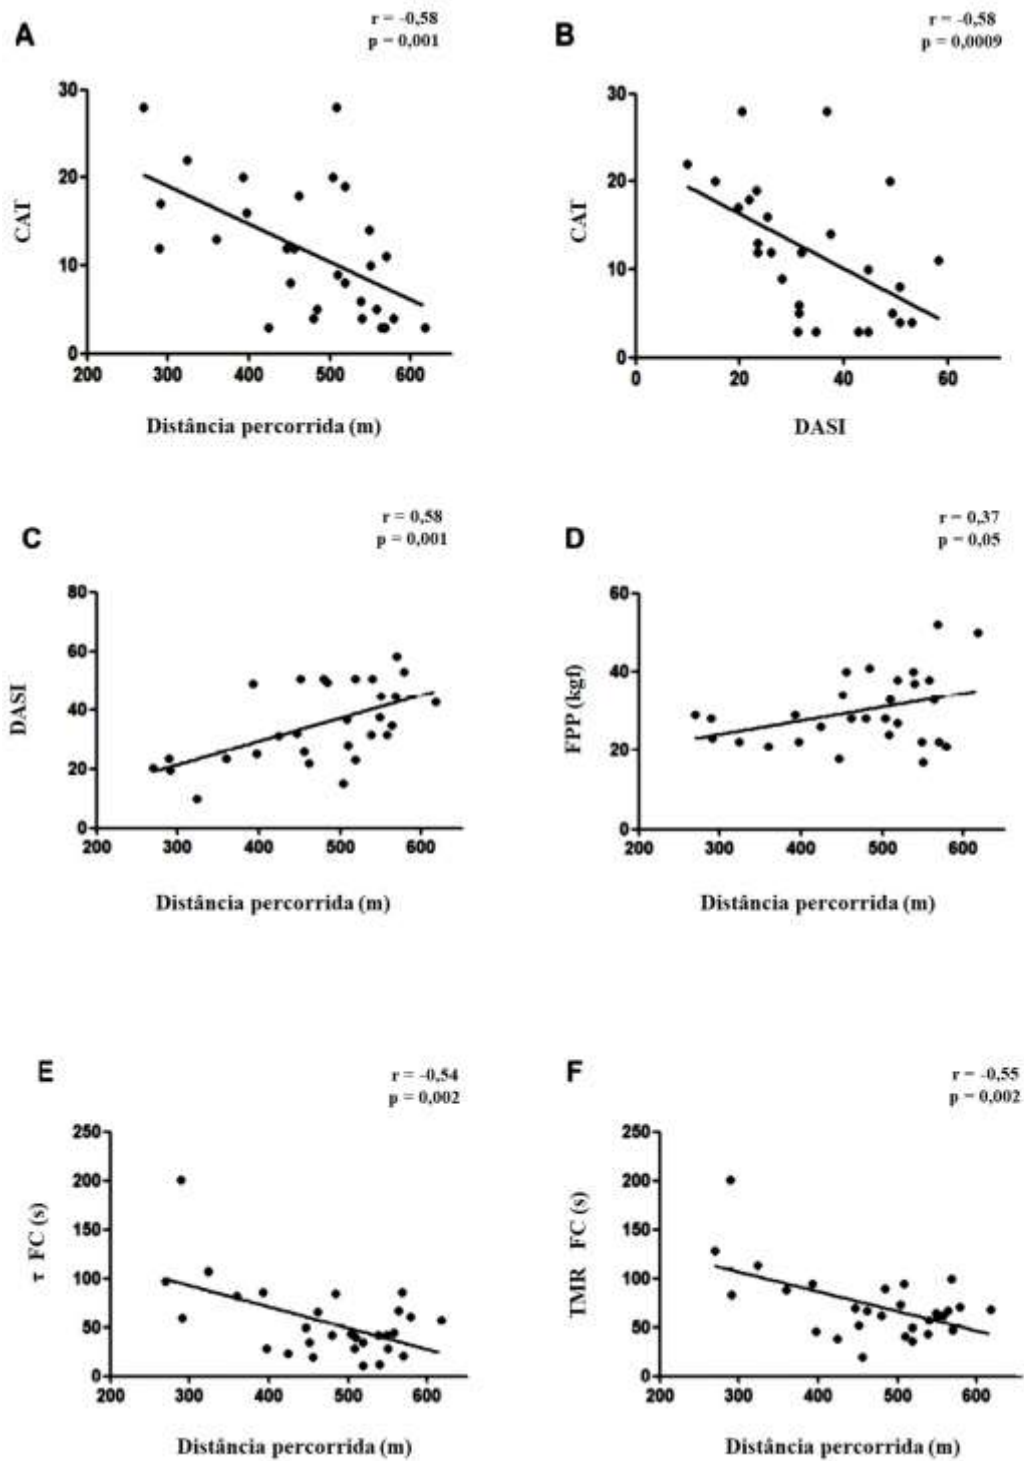 A
r = -0,58
p = 0,001
30
20
10
0
CAT
200 300 400 500 600
Distância percorrida (m)
B
r = -0,58
p = 0,0009
30
20
10
0
CAT
0 20 40 60
DASI
C
r = 0,58
p = 0,001
80
60
40
20
0
DASI
200 300 400 500 600
Distância percorrida (m)
D
r = 0,37
p = 0,05
60
40
20
0
FPP (kgf)
200 300 400 500 600
Distância percorrida (m)
E
r = -0,54
p = 0,002
250
200
150
100
50
0
τ FC (s)
200 300 400 500 600
Distância percorrida (m)
F
r = -0,55
p = 0,002
250
200
150
100
50
0
TMR FC (s)
200 300 400 500 600
Distância percorrida (m)